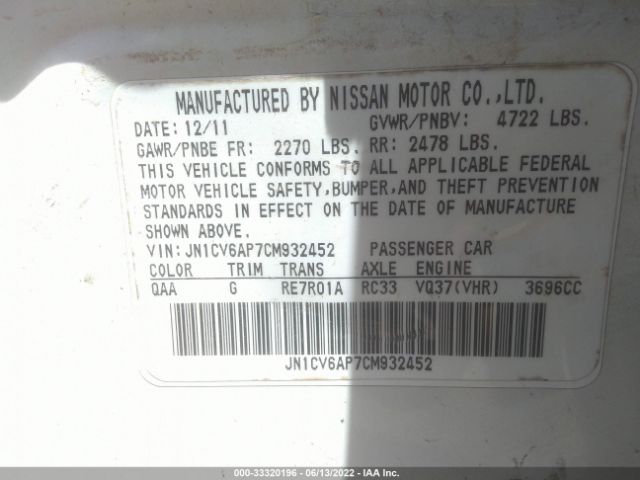 MANUFACTURED BY NISSAN MOTOR CO.,LTD.
DATE: 12/11 GVWR/PNBV: 4722 LBS.
GAWR/PNBE FR: 2270 LBS. RR: 2478 LBS.
THIS VEHICLE CONFORMS TO ALL APPLICABLE FEDERAL
MOTOR VEHICLE SAFETY,BUMPER,AND THEFT PREVENTION
STANDARDS IN EFFECT ON THE DATE OF MANUFACTURE
SHOWN ABOVE.
VIN:JN1CV6AP7CM932452 PASSENGER CAR
COLOR TRIM TRANS AXLE ENGINE
QAA G RE7R01A RC33 VQ37(VHR) 3696CC
JN1CV6AP7CM932452
000-33320196 - 06/13/2022 - IAA Inc.